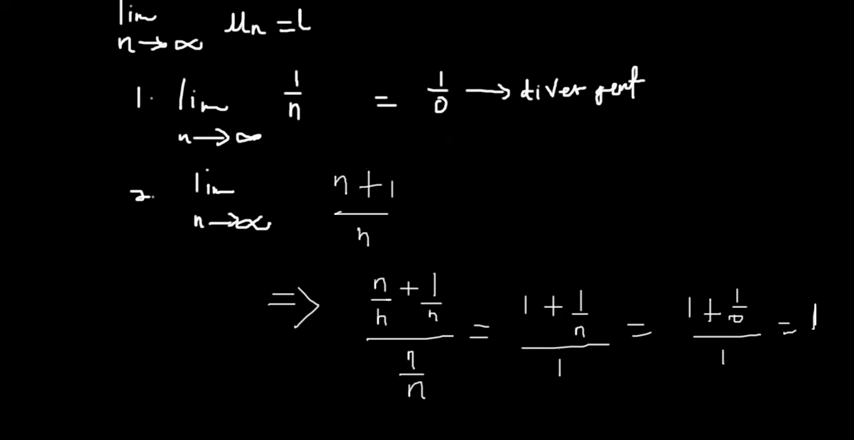 lim n→∞ μn = l
1. lim n→∞ 1/n = 1/0 → divergent
2. lim n→∞ (n+1)/n
⇒ (n/n + 1/n)/(n/n) = (1 + 1/n)/1 = (1 + 1/0)/1 = 1